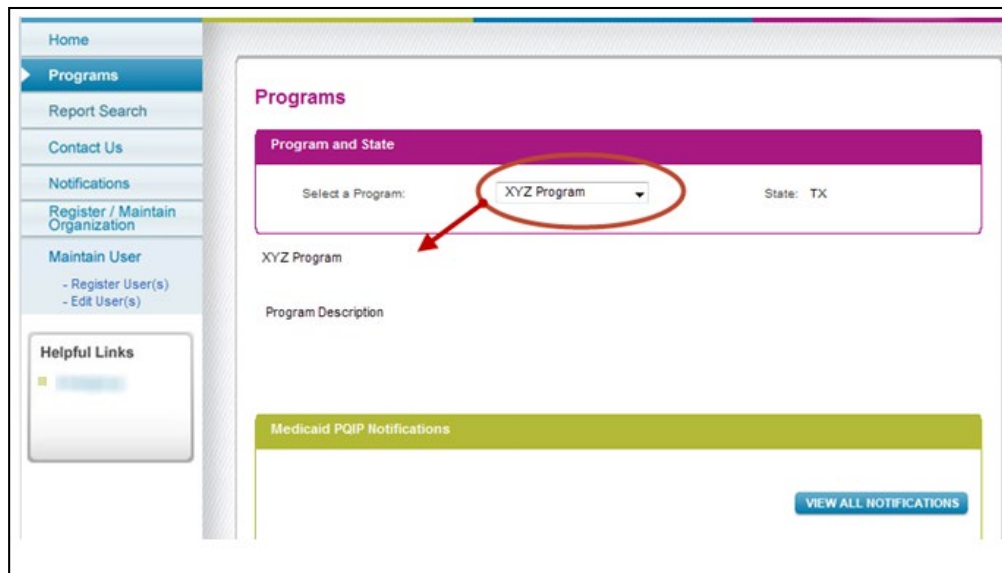 Home
Programs
Report Search
Contact Us
Notifications
Register / Maintain
Organization
Maintain User
- Register User(s)
- Edit User(s)
Helpful Links
Programs
Program and State
Select a Program: XYZ Program State: TX
XYZ Program
Program Description
Medicaid PQIP Notifications
VIEW ALL NOTIFICATIONS